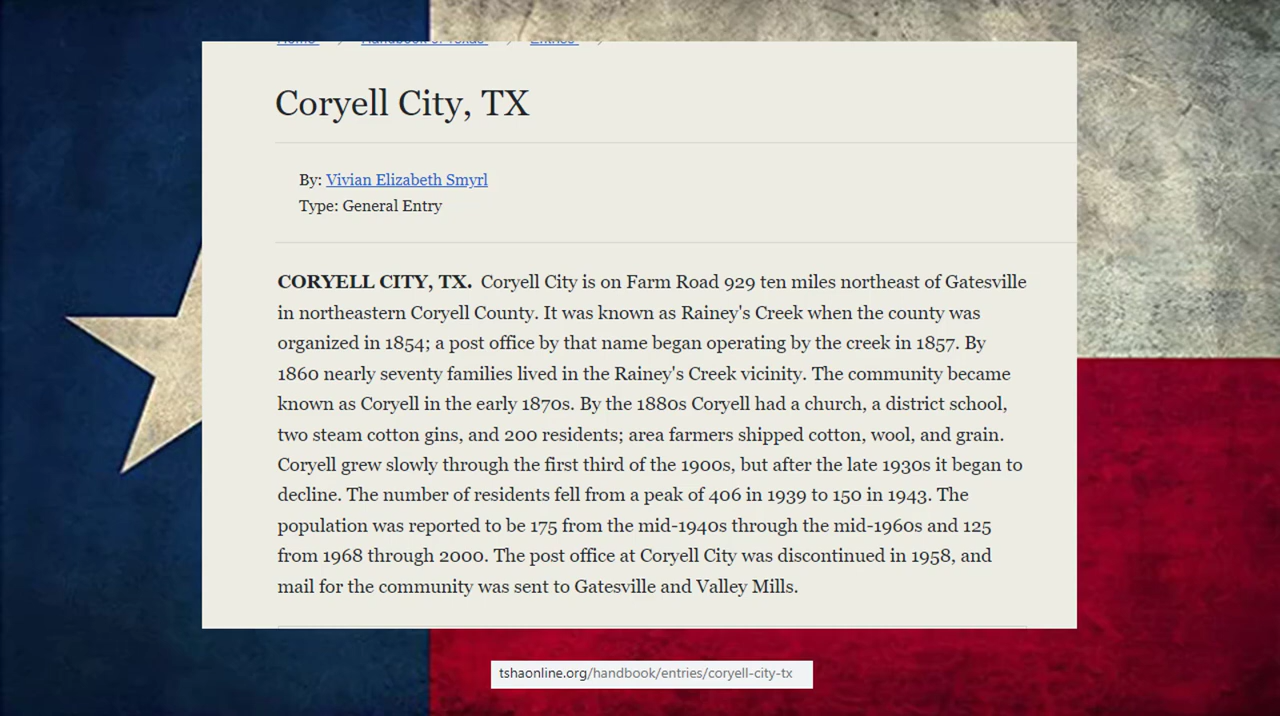 Home > Handbook of Texas > Entries >
Coryell City, TX
By: Vivian Elizabeth Smyrl
Type: General Entry
CORYELL CITY, TX. Coryell City is on Farm Road 929 ten miles northeast of Gatesville
in northeastern Coryell County. It was known as Rainey's Creek when the county was
organized in 1854; a post office by that name began operating by the creek in 1857. By
1860 nearly seventy families lived in the Rainey's Creek vicinity. The community became
known as Coryell in the early 1870s. By the 1880s Coryell had a church, a district school,
two steam cotton gins, and 200 residents; area farmers shipped cotton, wool, and grain.
Coryell grew slowly through the first third of the 1900s, but after the late 1930s it began to
decline. The number of residents fell from a peak of 406 in 1939 to 150 in 1943. The
population was reported to be 175 from the mid-1940s through the mid-1960s and 125
from 1968 through 2000. The post office at Coryell City was discontinued in 1958, and
mail for the community was sent to Gatesville and Valley Mills.
tshaonline.org/handbook/entries/coryell-city-tx